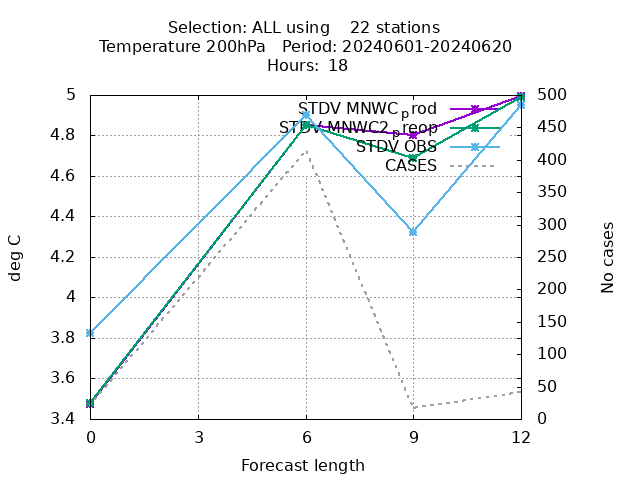 Selection: ALL using    22 stations
Temperature 200hPa   Period: 20240601-20240620
Hours:  18
STDV MNWC_prod
STDV MNWC2_preop
STDV OBS
CASES
deg C
No cases
5
4.8
4.6
4.4
4.2
4
3.8
3.6
3.4
500
450
400
350
300
250
200
150
100
50
0
0 3 6 9 12
Forecast length